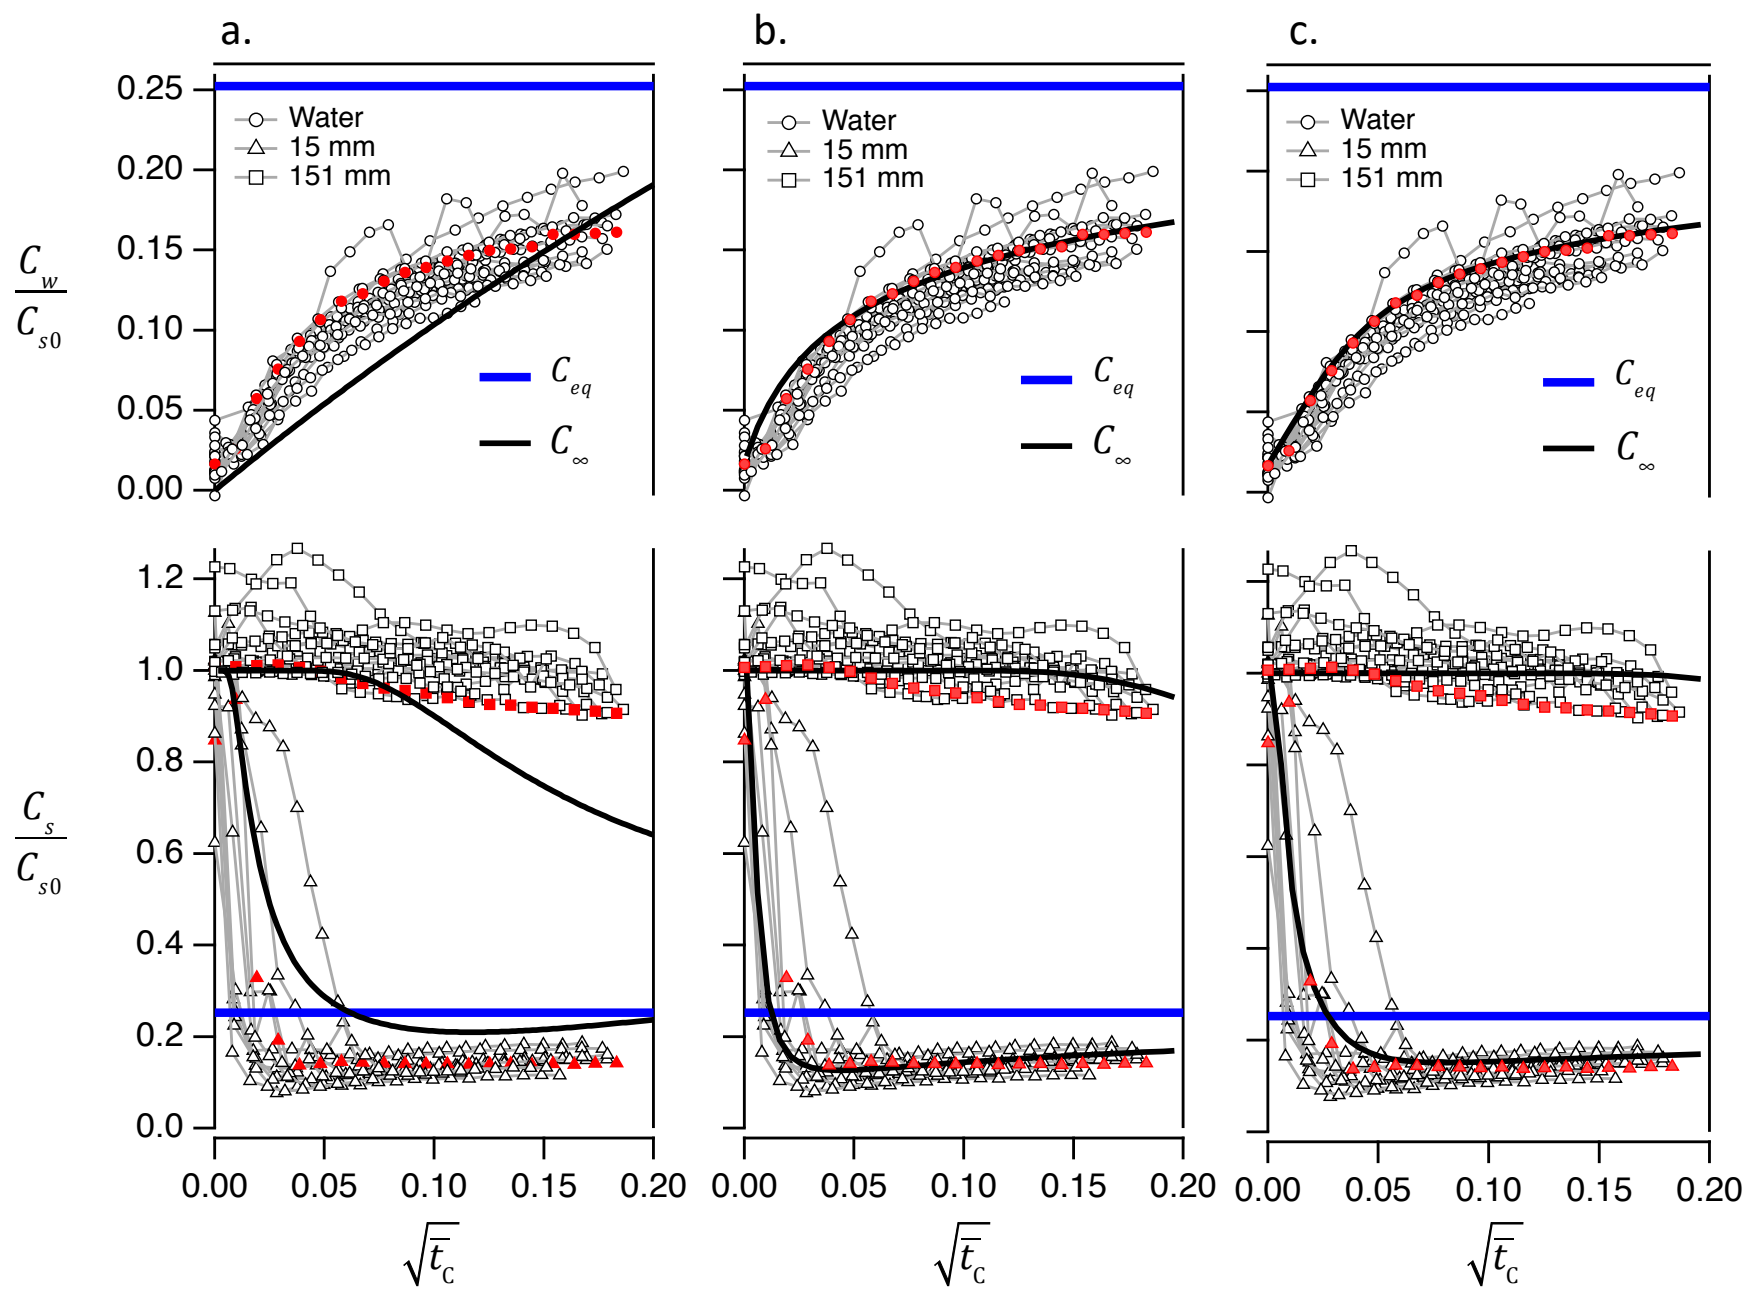 a. b. c.
C_w / C_s0
0.25
0.20
0.15
0.10
0.05
0.00
Water
15 mm
151 mm
C_eq
C_∞
Water
15 mm
151 mm
C_eq
C_∞
Water
15 mm
151 mm
C_eq
C_∞
C_s / C_s0
1.2
1.0
0.8
0.6
0.4
0.2
0.0
0.00 0.05 0.10 0.15 0.20
0.00 0.05 0.10 0.15 0.20
0.00 0.05 0.10 0.15 0.20
√t̅_C √t̅_C √t̅_C